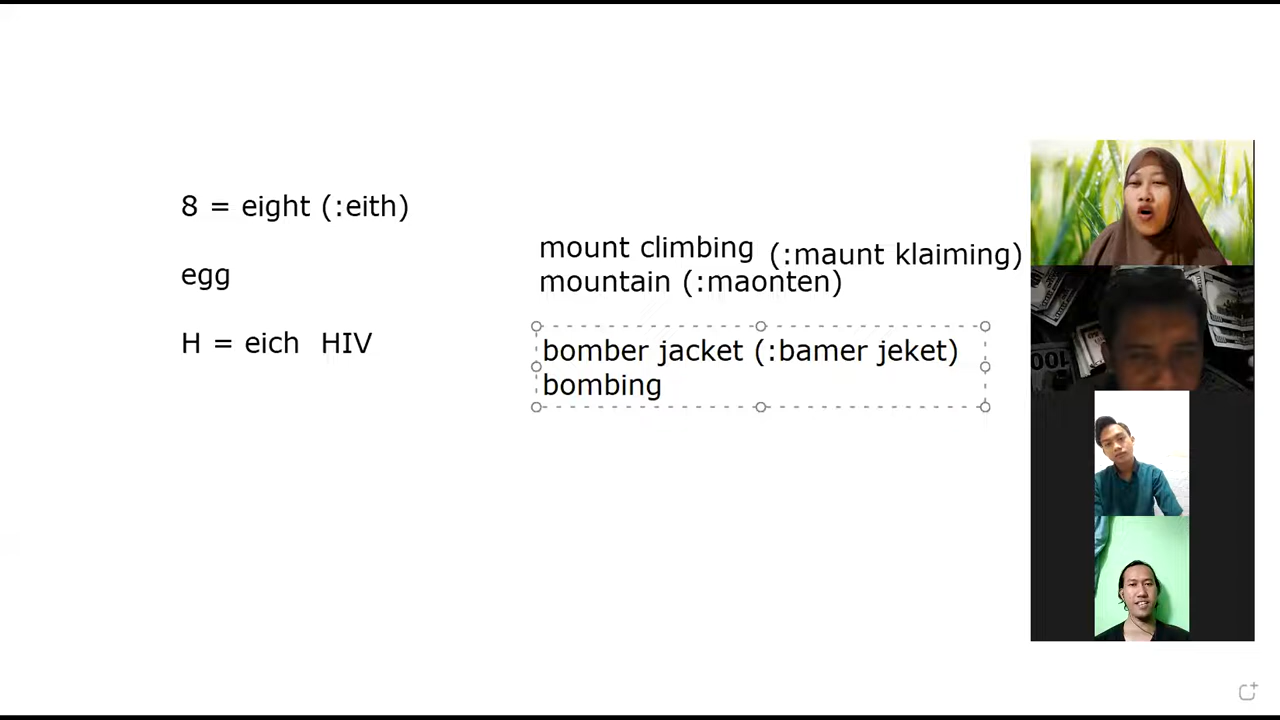 8 = eight (:eith)
egg
H = eich  HIV
mount climbing (:maunt klaiming)
mountain (:maonten)
bomber jacket (:bamer jeket)
bombing